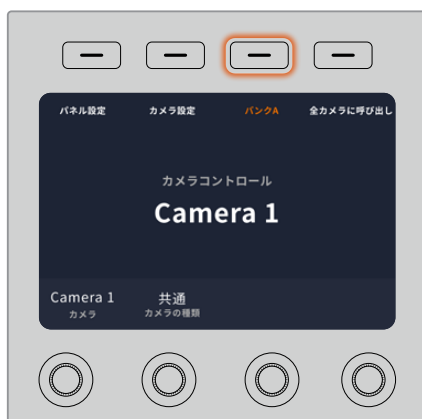 パネル設定 カメラ設定 バンクA 全カメラに呼び出し
カメラコントロール
Camera 1
Camera 1 共通
カメラ カメラの種類